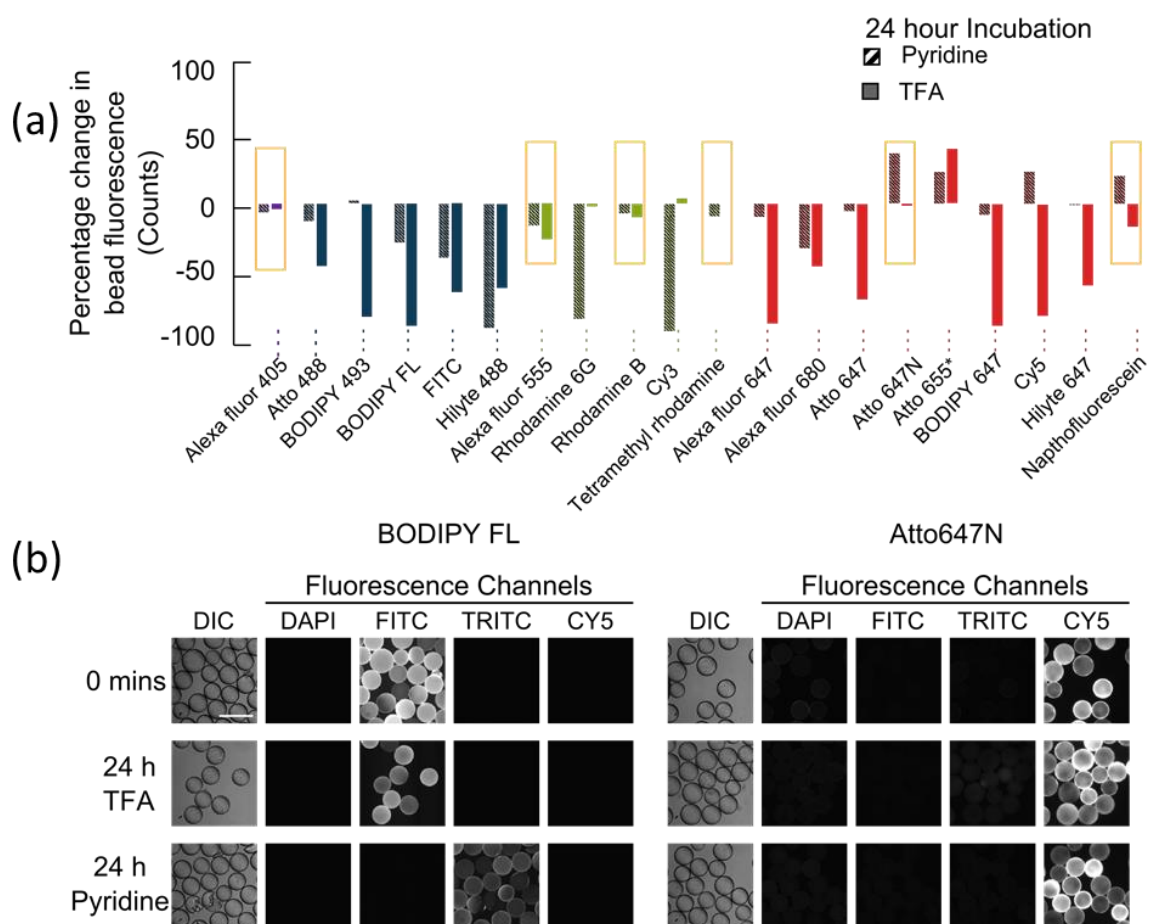 24 hour Incubation
Pyridine
TFA
(a)
Percentage change in
bead fluorescence
(Counts)
100
50
0
-50
-100
Alexa fluor 405
Atto 488
BODIPY 493
BODIPY FL
FITC
Hilyte 488
Alexa fluor 555
Rhodamine 6G
Rhodamine B
Cy3
Tetramethyl rhodamine
Alexa fluor 647
Alexa fluor 680
Atto 647
Atto 647N
Atto 655*
BODIPY 647
Cy5
Hilyte 647
Napthofluorescein
(b)
BODIPY FL
Atto647N
Fluorescence Channels
Fluorescence Channels
DIC DAPI FITC TRITC CY5
DIC DAPI FITC TRITC CY5
0 mins
24 h
TFA
24 h
Pyridine